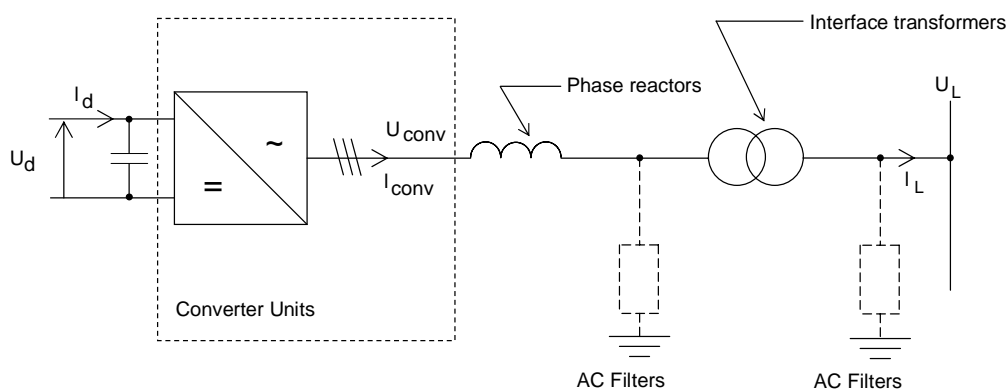 Interface transformers
Phase reactors
U_L
I_d
U_conv
U_d
~
=
I_conv
I_L
Converter Units
AC Filters
AC Filters